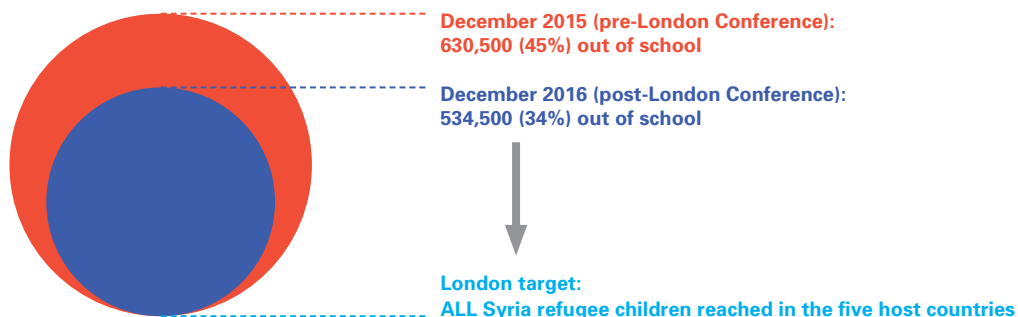 December 2015 (pre-London Conference):
630,500 (45%) out of school
December 2016 (post-London Conference):
534,500 (34%) out of school
London target:
ALL Syria refugee children reached in the five host countries